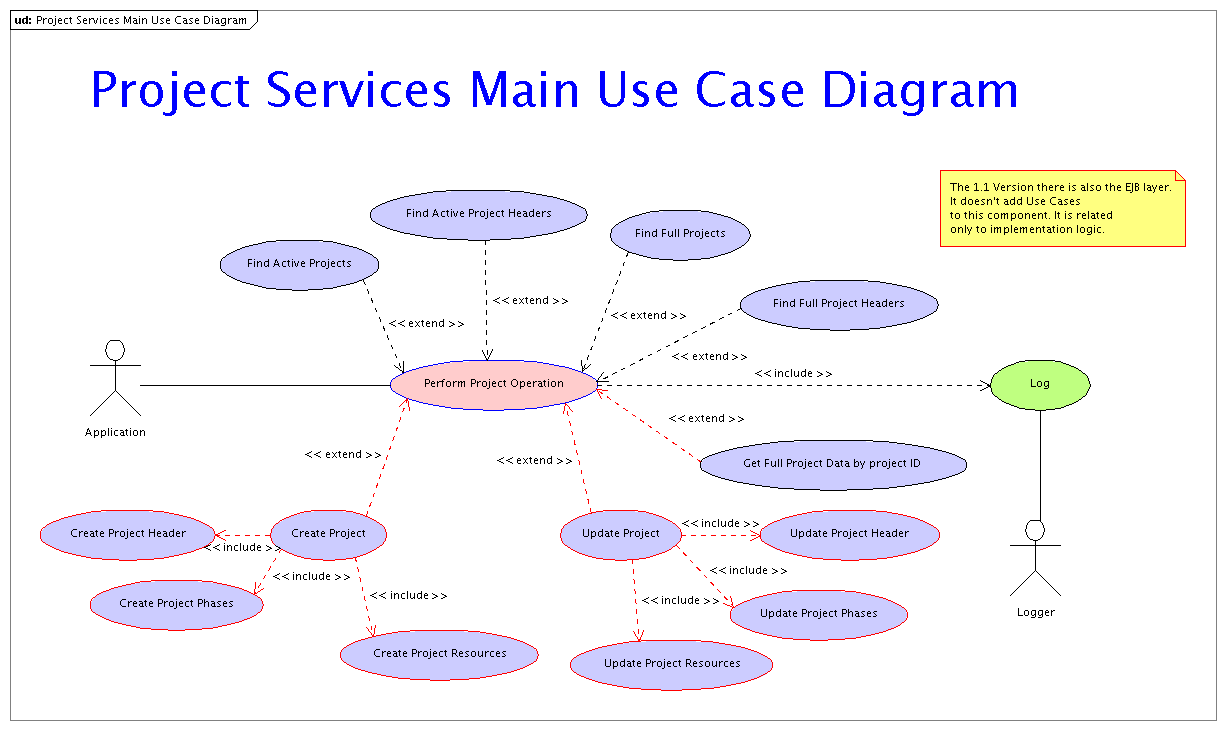 ud: Project Services Main Use Case Diagram
Project Services Main Use Case Diagram
The 1.1 Version there is also the EJB layer.
It doesn't add Use Cases
to this component. It is related
only to implementation logic.
Find Active Project Headers
Find Full Projects
Find Active Projects
Find Full Project Headers
<< extend >>
<< extend >>
<< extend >>
<< extend >>
<< include >>
Perform Project Operation
Log
Application
<< extend >>
<< extend >>
<< extend >>
Get Full Project Data by project ID
Create Project Header
<< include >>
Create Project
Update Project
<< include >>
Update Project Header
<< include >>
<< include >>
Create Project Phases
<< include >>
<< include >>
Update Project Phases
Logger
Create Project Resources
Update Project Resources